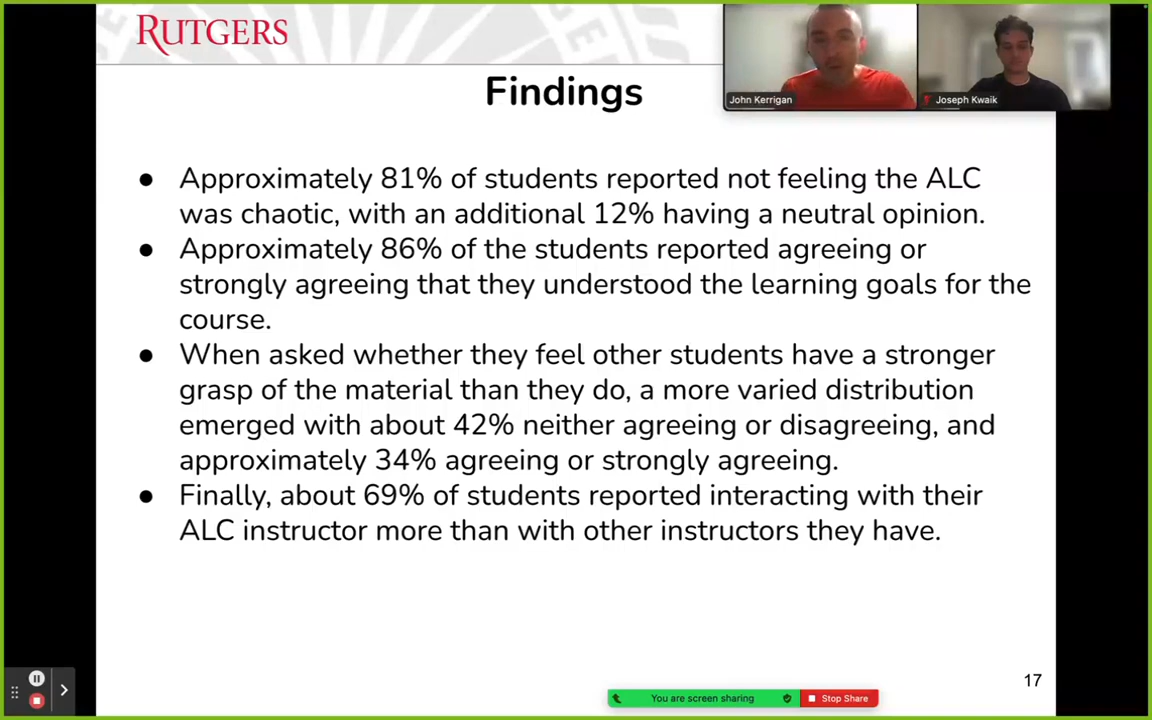 RUTGERS
John Kerrigan
Joseph Kwaik
Findings
● Approximately 81% of students reported not feeling the ALC
was chaotic, with an additional 12% having a neutral opinion.
● Approximately 86% of the students reported agreeing or
strongly agreeing that they understood the learning goals for the
course.
● When asked whether they feel other students have a stronger
grasp of the material than they do, a more varied distribution
emerged with about 42% neither agreeing or disagreeing, and
approximately 34% agreeing or strongly agreeing.
● Finally, about 69% of students reported interacting with their
ALC instructor more than with other instructors they have.
17
You are screen sharing
Stop Share